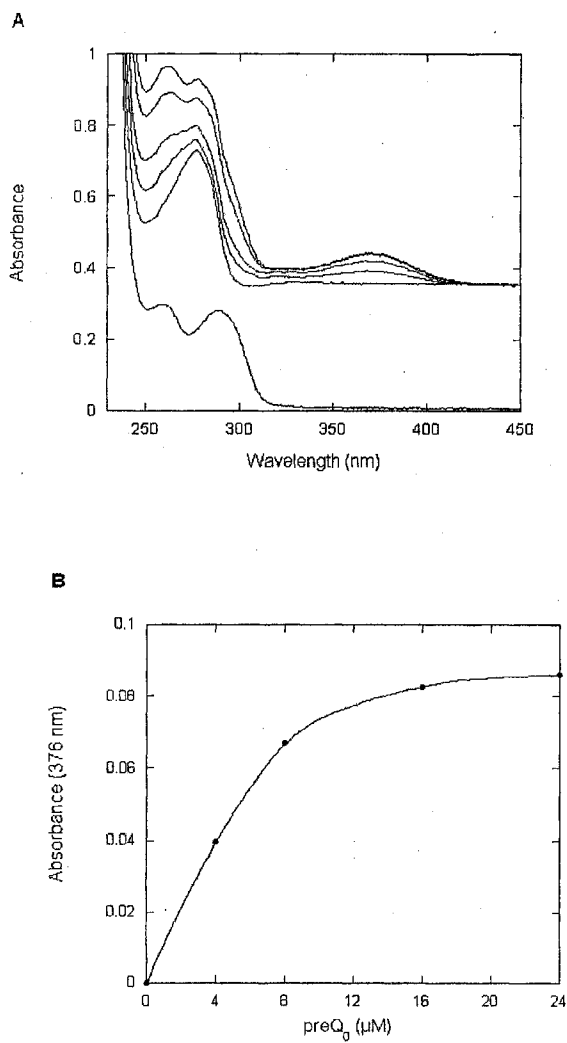 A
1
0.8
0.6
0.4
0.2
0
Absorbance
250 300 350 400 450
Wavelength (nm)
B
0.1
0.08
0.06
0.04
0.02
0
Absorbance (376 nm)
0 4 8 12 16 20 24
preQ₀ (µM)